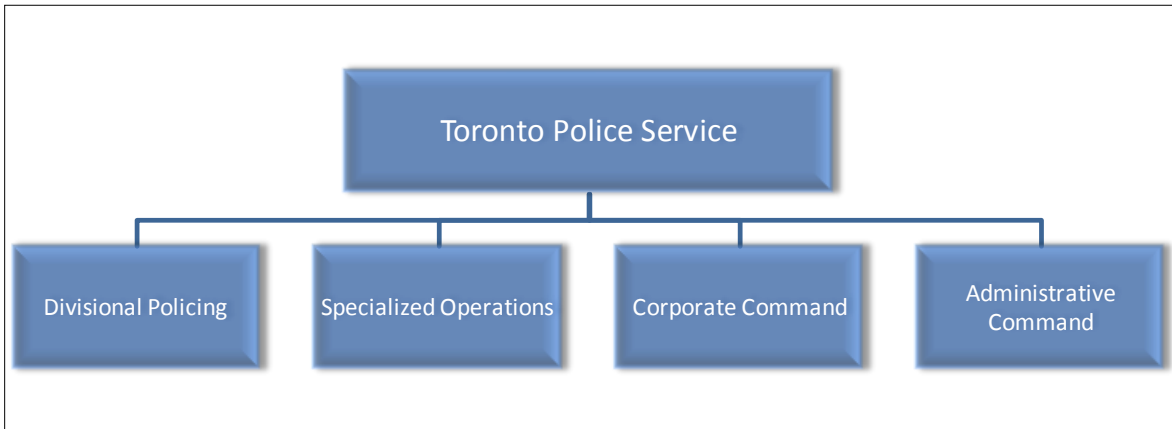 Toronto Police Service
Divisional Policing
Specialized Operations
Corporate Command
Administrative
Command